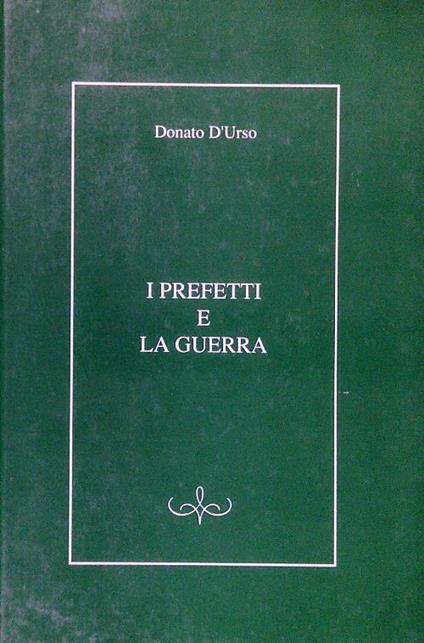 Donato D'Urso
I PREFETTI
E
LA GUERRA